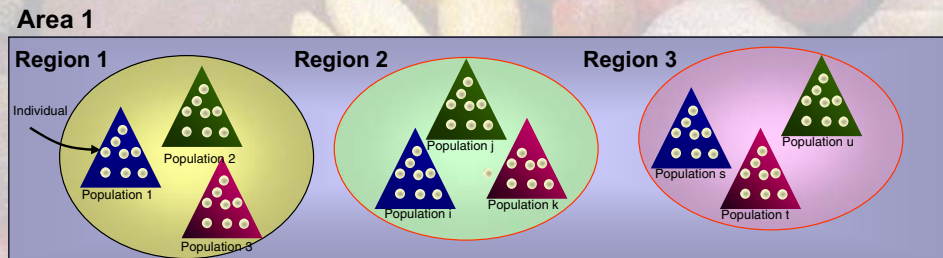 Area 1
Region 1
Region 2
Region 3
Individual
Population 1
Population 2
Population 3
Population i
Population j
Population k
Population s
Population t
Population u